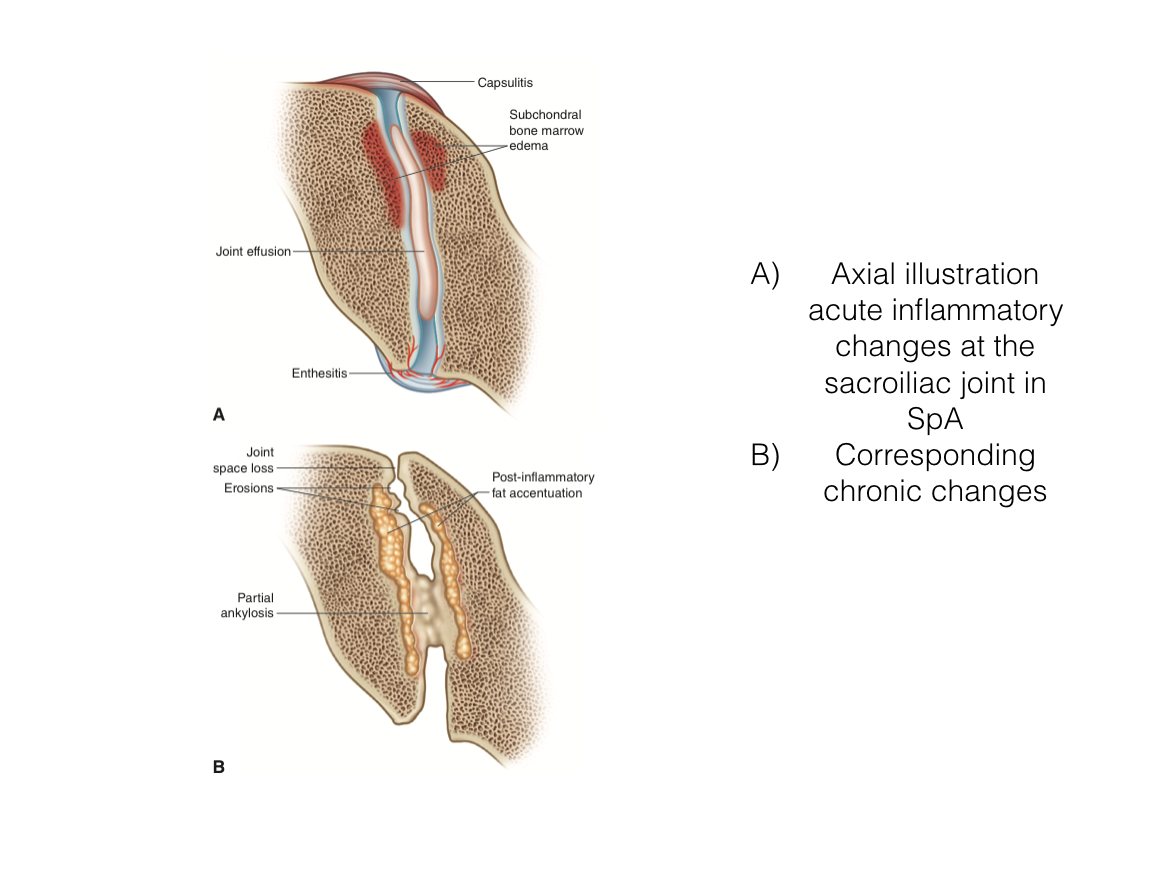 Capsulitis
Subchondral
bone marrow
edema
Joint effusion
Enthesitis
A
Joint
space loss
Erosions
Post-inflammatory
fat accentuation
Partial
ankylosis
B
A) Axial illustration
acute inflammatory
changes at the
sacroiliac joint in
SpA
B) Corresponding
chronic changes